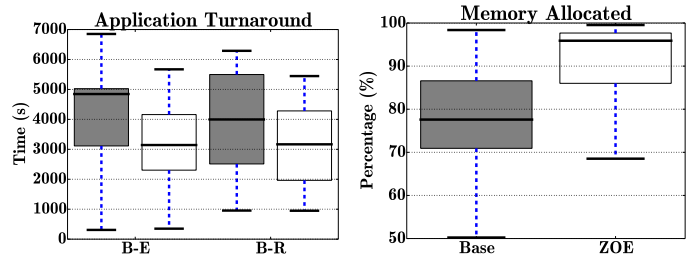 Application Turnaround
7000
6000
5000
4000
3000
2000
1000
0
Time (s)
B-E
B-R
Memory Allocated
100
90
80
70
60
50
Percentage (%)
Base
ZOE